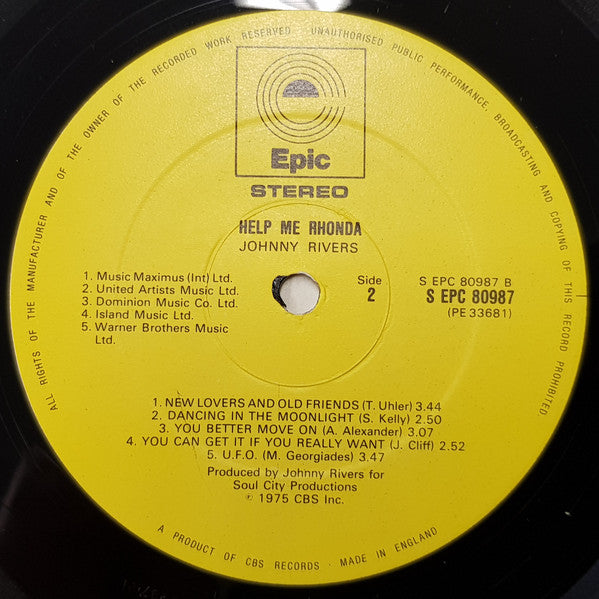 ALL RIGHTS OF THE MANUFACTURER AND OF THE OWNER OF THE RECORDED WORK RESERVED UNAUTHORISED PUBLIC PERFORMANCE, BROADCASTING AND COPYING OF THIS RECORD PROHIBITED
Epic
STEREO
HELP ME RHONDA
JOHNNY RIVERS
1. Music Maximus (Int) Ltd.
2. United Artists Music Ltd.
3. Dominion Music Co. Ltd.
4. Island Music Ltd.
5. Warner Brothers Music
Ltd.
Side
2
S EPC 80987 B
S EPC 80987
(PE 33681)
1. NEW LOVERS AND OLD FRIENDS (T. Uhler) 3.44
2. DANCING IN THE MOONLIGHT (S. Kelly) 2.50
3. YOU BETTER MOVE ON (A. Alexander) 3.07
4. YOU CAN GET IT IF YOU REALLY WANT (J. Cliff) 2.52
5. U.F.O. (M. Georgiades) 3.47
Produced by Johnny Rivers for
Soul City Productions
℗ 1975 CBS Inc.
A PRODUCT OF CBS RECORDS · MADE IN ENGLAND